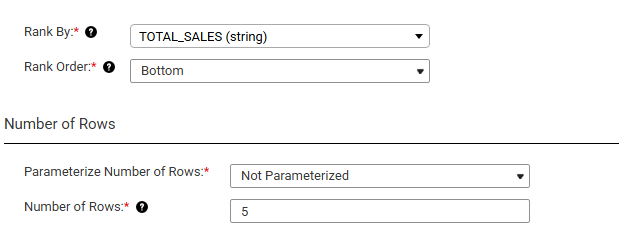 Rank By:* ? TOTAL_SALES (string)
Rank Order:* ? Bottom
Number of Rows
Parameterize Number of Rows:* Not Parameterized
Number of Rows:* ? 5